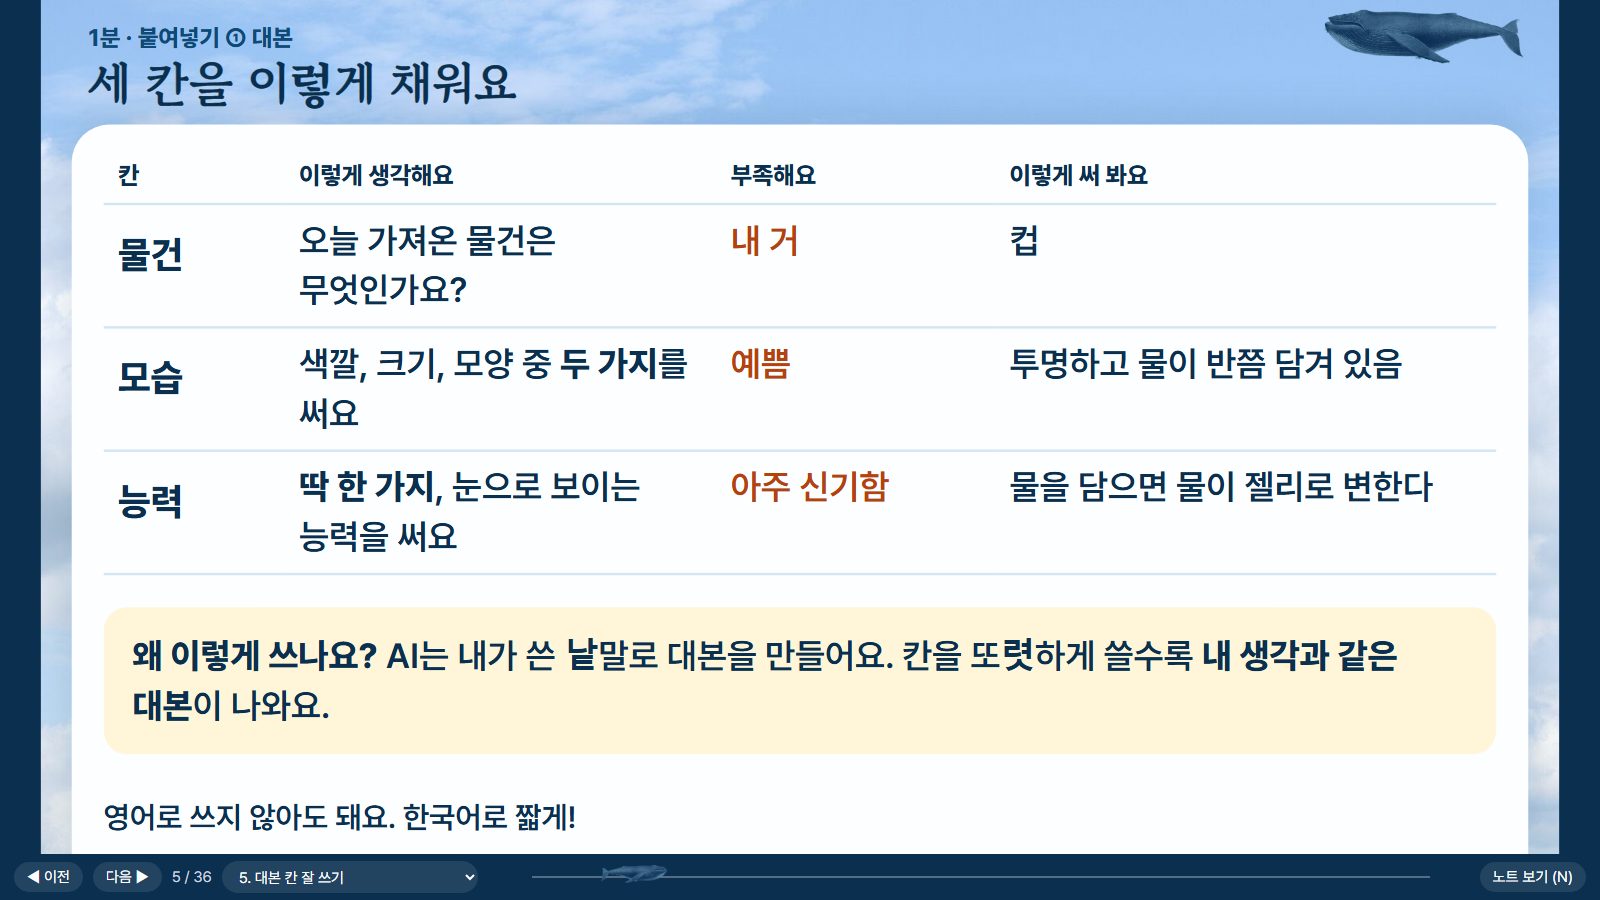 1분 · 붙여넣기 ① 대본
세 칸을 이렇게 채워요
칸 이렇게 생각해요 부족해요 이렇게 써 봐요
물건 오늘 가져온 물건은 내 거 컵
무엇인가요?
모습 색깔, 크기, 모양 중 두 가지를 예쁨 투명하고 물이 반쯤 담겨 있음
써요
능력 딱 한 가지, 눈으로 보이는 아주 신기함 물을 담으면 물이 젤리로 변한다
능력을 써요
왜 이렇게 쓰나요? AI는 내가 쓴 낱말로 대본을 만들어요. 칸을 또렷하게 쓸수록 내 생각과 같은
대본이 나와요.
영어로 쓰지 않아도 돼요. 한국어로 짧게!
◀ 이전 다음 ▶ 5 / 36 5. 대본 칸 잘 쓰기 노트 보기 (N)